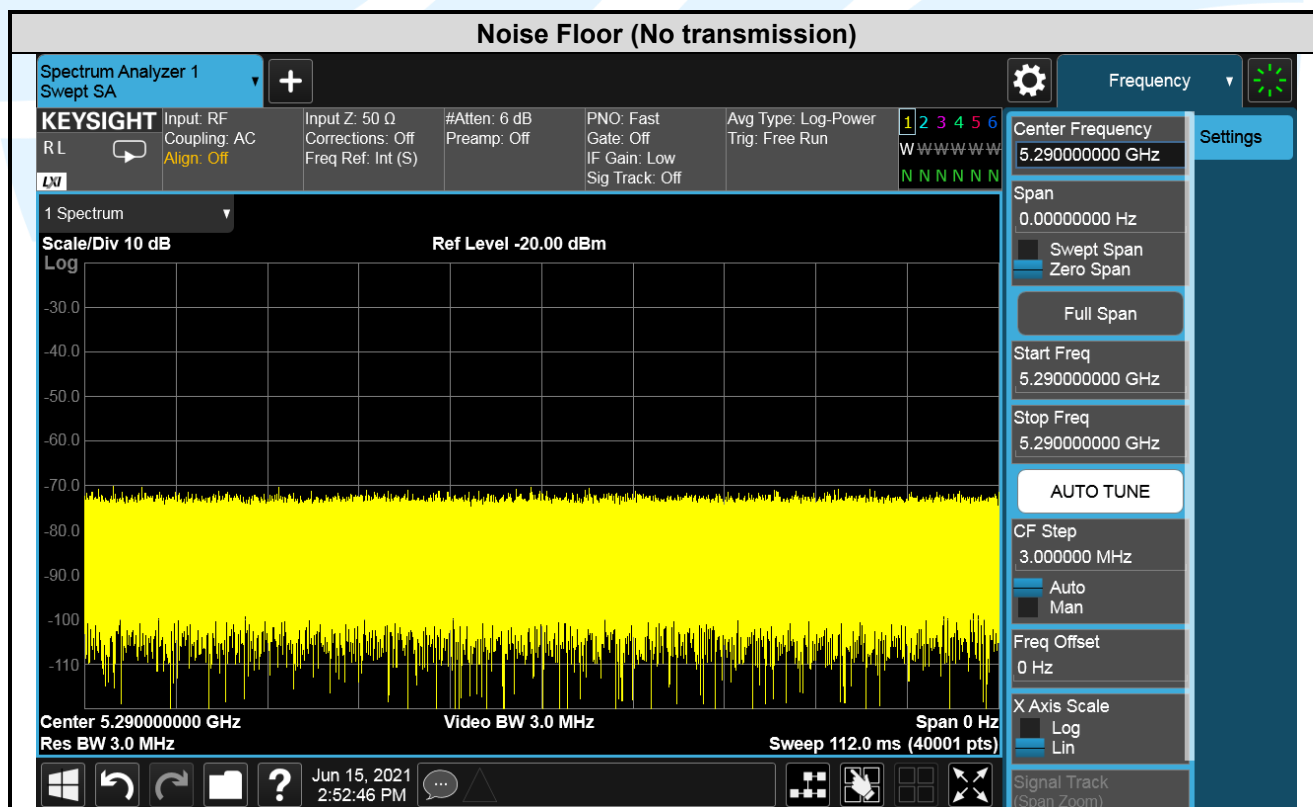 Noise Floor (No transmission)
Spectrum Analyzer 1
Swept SA
Frequency
KEYSIGHT
R L
LXI
Input: RF
Coupling: AC
Align: Off
Input Z: 50 Ω
Corrections: Off
Freq Ref: Int (S)
#Atten: 6 dB
Preamp: Off
PNO: Fast
Gate: Off
IF Gain: Low
Sig Track: Off
Avg Type: Log-Power
Trig: Free Run
1 2 3 4 5 6
W W W W W W
N N N N N N
1 Spectrum
Scale/Div 10 dB
Ref Level -20.00 dBm
Log
-30.0
-40.0
-50.0
-60.0
-70.0
-80.0
-90.0
-100
-110
Center 5.290000000 GHz
Video BW 3.0 MHz
Span 0 Hz
Res BW 3.0 MHz
Sweep 112.0 ms (40001 pts)
?
Jun 15, 2021
2:52:46 PM
Center Frequency
5.290000000 GHz
Settings
Span
0.00000000 Hz
Swept Span
Zero Span
Full Span
Start Freq
5.290000000 GHz
Stop Freq
5.290000000 GHz
AUTO TUNE
CF Step
3.000000 MHz
Auto
Man
Freq Offset
0 Hz
X Axis Scale
Log
Lin
Signal Track
(Span Zoom)